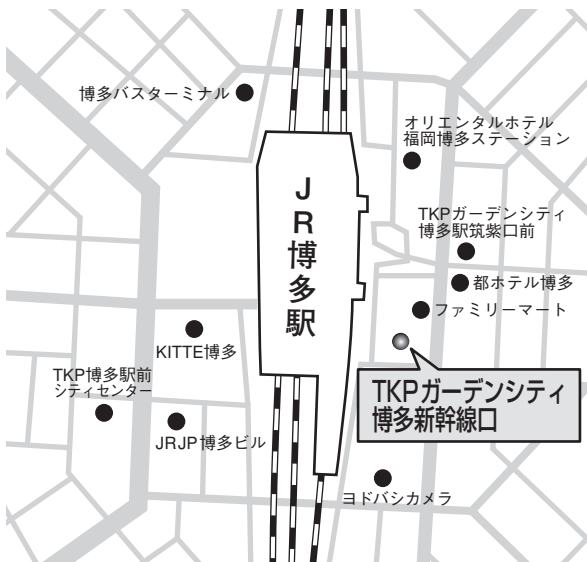 博多バスターミナル
オリエンタルホテル
福岡博多ステーション
JR博多駅
TKPガーデンシティ
博多駅筑紫口前
都ホテル博多
ファミリーマート
KITTE博多
TKP博多駅前
シティセンター
TKPガーデンシティ
博多新幹線口
JRJP博多ビル
ヨドバシカメラ